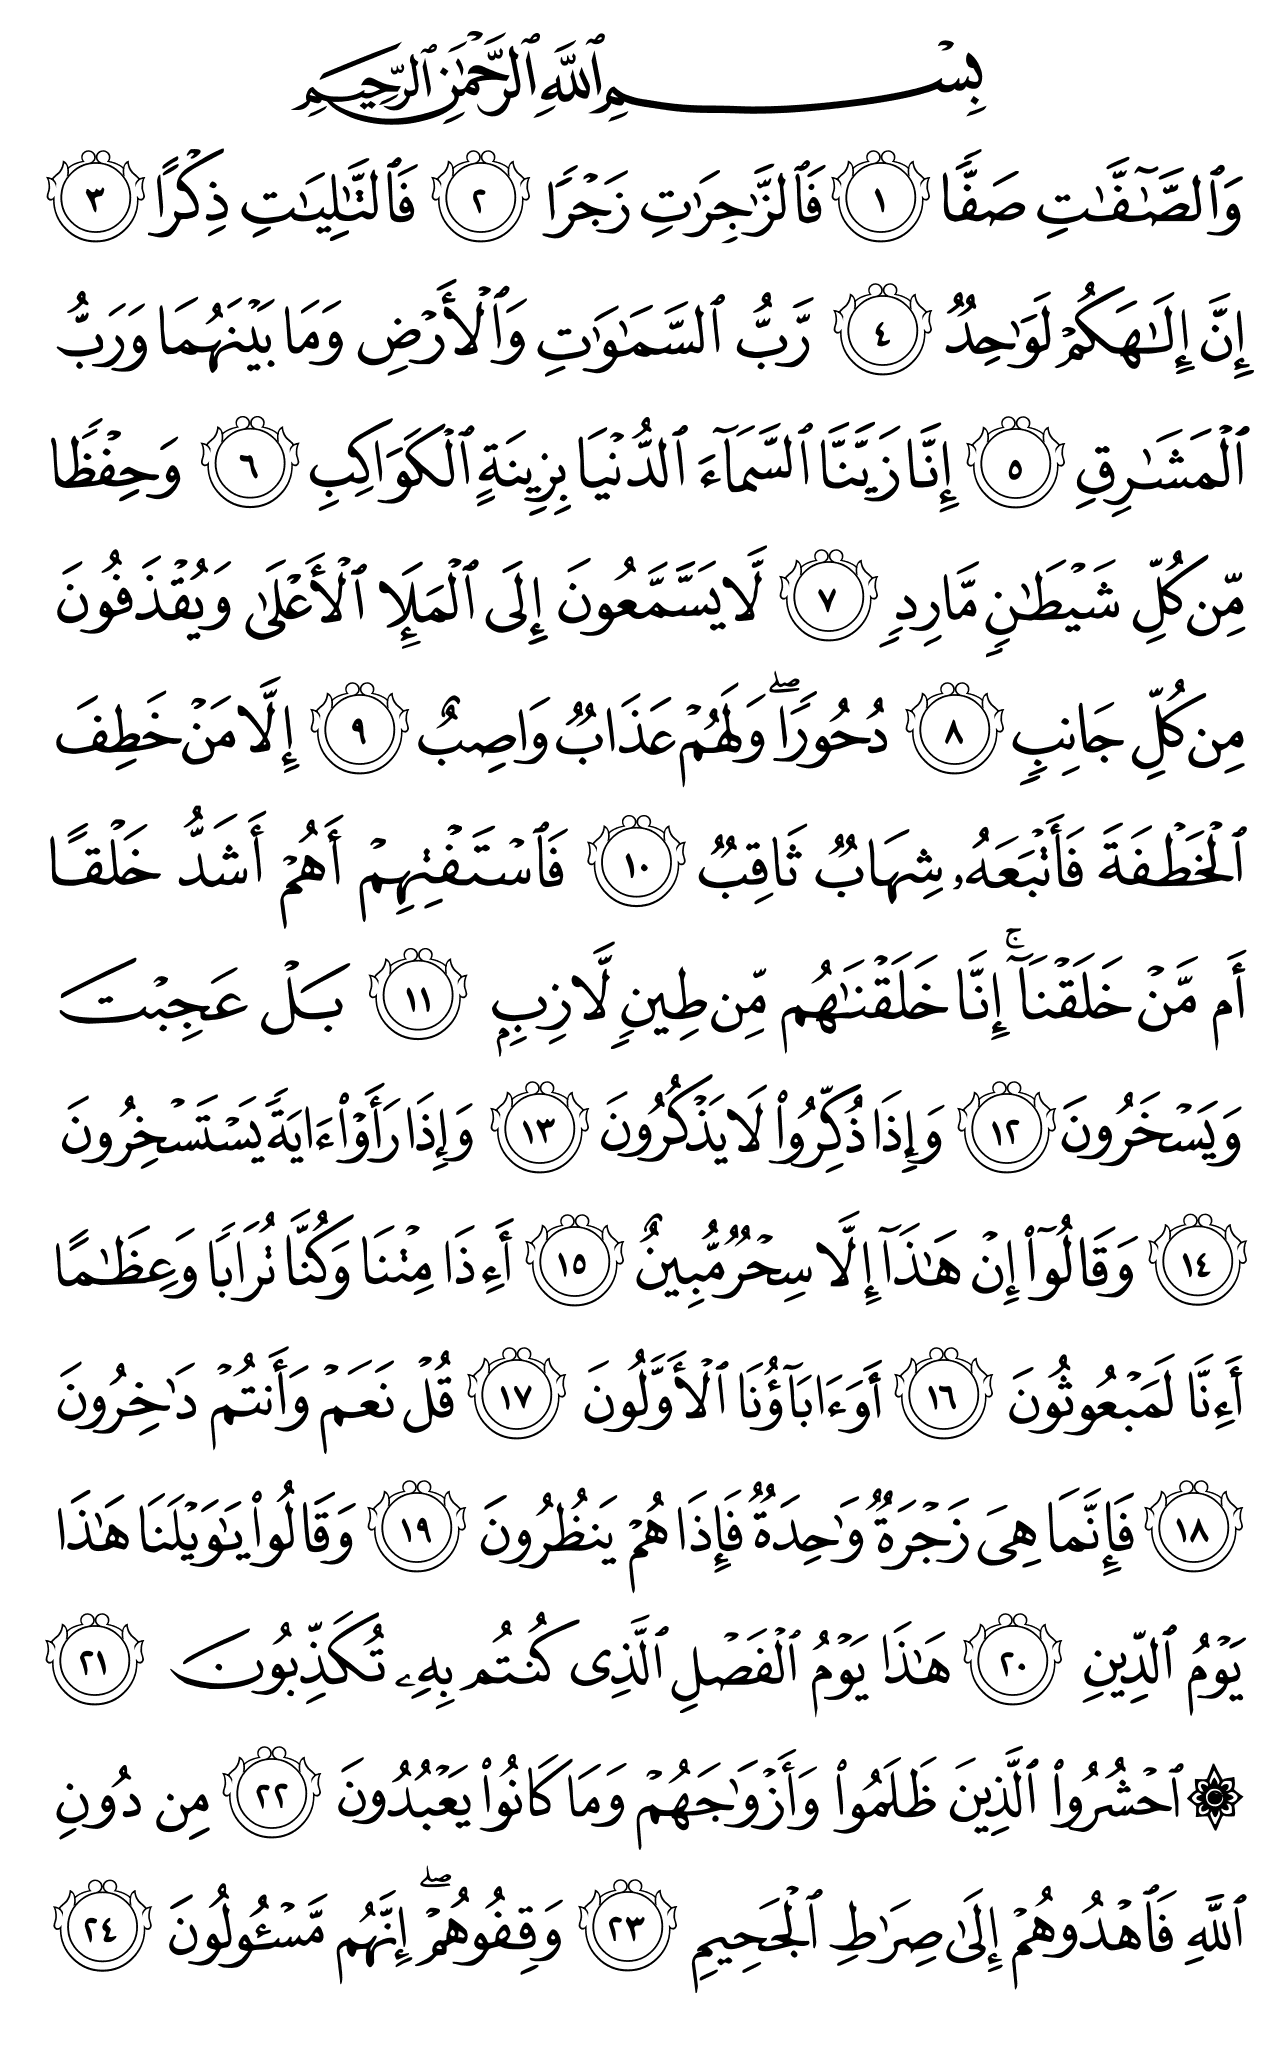 بِسْمِ ٱللَّهِ ٱلرَّحْمَٰنِ ٱلرَّحِيمِ
وَٱلصَّٰٓفَّٰتِ صَفًّا ١ فَٱلزَّٰجِرَٰتِ زَجْرًا ٢ فَٱلتَّٰلِيَٰتِ ذِكْرًا ٣
إِنَّ إِلَٰهَكُمْ لَوَٰحِدٌ ٤ رَّبُّ ٱلسَّمَٰوَٰتِ وَٱلْأَرْضِ وَمَا بَيْنَهُمَا وَرَبُّ
ٱلْمَشَٰرِقِ ٥ إِنَّا زَيَّنَّا ٱلسَّمَآءَ ٱلدُّنْيَا بِزِينَةٍ ٱلْكَوَاكِبِ ٦ وَحِفْظًا
مِّن كُلِّ شَيْطَٰنٍ مَّارِدٍ ٧ لَّا يَسَّمَّعُونَ إِلَى ٱلْمَلَإِ ٱلْأَعْلَىٰ وَيُقْذَفُونَ
مِن كُلِّ جَانِبٍ ٨ دُحُورًا ۖ وَلَهُمْ عَذَابٌ وَاصِبٌ ٩ إِلَّا مَنْ خَطِفَ
ٱلْخَطْفَةَ فَأَتْبَعَهُۥ شِهَابٌ ثَاقِبٌ ١٠ فَٱسْتَفْتِهِمْ أَهُمْ أَشَدُّ خَلْقًا
أَم مَّنْ خَلَقْنَآ ۚ إِنَّا خَلَقْنَٰهُم مِّن طِينٍ لَّازِبٍۭ ١١ بَلْ عَجِبْتَ
وَيَسْخَرُونَ ١٢ وَإِذَا ذُكِّرُوا۟ لَا يَذْكُرُونَ ١٣ وَإِذَا رَأَوْا۟ ءَايَةً يَسْتَسْخِرُونَ
١٤ وَقَالُوٓا۟ إِنْ هَٰذَآ إِلَّا سِحْرٌ مُّبِينٌ ١٥ أَءِذَا مِتْنَا وَكُنَّا تُرَابًا وَعِظَٰمًا
أَءِنَّا لَمَبْعُوثُونَ ١٦ أَوَءَابَآؤُنَا ٱلْأَوَّلُونَ ١٧ قُلْ نَعَمْ وَأَنتُمْ دَٰخِرُونَ
١٨ فَإِنَّمَا هِىَ زَجْرَةٌ وَٰحِدَةٌ فَإِذَا هُمْ يَنظُرُونَ ١٩ وَقَالُوا۟ يَٰوَيْلَنَا هَٰذَا
يَوْمُ ٱلدِّينِ ٢٠ هَٰذَا يَوْمُ ٱلْفَصْلِ ٱلَّذِى كُنتُم بِهِۦ تُكَذِّبُونَ ٢١
۞ ٱحْشُرُوا۟ ٱلَّذِينَ ظَلَمُوا۟ وَأَزْوَٰجَهُمْ وَمَا كَانُوا۟ يَعْبُدُونَ ٢٢ مِن دُونِ
ٱللَّهِ فَٱهْدُوهُمْ إِلَىٰ صِرَٰطِ ٱلْجَحِيمِ ٢٣ وَقِفُوهُمْ ۖ إِنَّهُم مَّسْـُٔولُونَ ٢٤